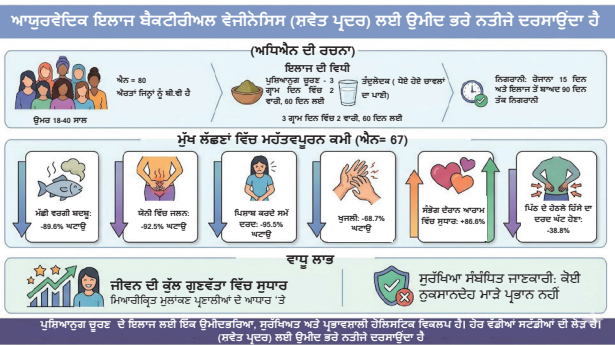 ਆਯੁਰਵੇਦਿਕ ਇਲਾਜ ਬੈਕਟੀਰੀਅਲ ਵੇਜੀਨੋਸਿਸ (ਸ਼ਵੇਤ ਪ੍ਰਦਰ) ਲਈ ਉਮੀਦ ਭਰੇ ਨਤੀਜੇ ਦਰਸਾਉਂਦਾ ਹੈ
(ਅਧਿਐਨ ਦੀ ਰਚਨਾ)
ਐਨ = 80
ਔਰਤਾਂ ਜਿਨ੍ਹਾਂ ਨੂੰ ਬੀ.ਵੀ ਹੈ
ਉਮਰ 18-40 ਸਾਲ
ਇਲਾਜ ਦੀ ਵਿਧੀ
ਪੁਸ਼ਿਆਨੁਗ ਚੂਰਣ - 3
ਗ੍ਰਾਮ ਦਿਨ ਵਿੱਚ 2
ਵਾਰੀ, 60 ਦਿਨ ਲਈ
ਤੰਦੁਲੋਦਕ ( ਧੋਏ ਹੋਏ ਚਾਵਲਾਂ
ਦਾ ਪਾਣੀ)
3 ਗ੍ਰਾਮ ਦਿਨ ਵਿੱਚ 2 ਵਾਰੀ, 60 ਦਿਨ ਲਈ
ਨਿਗਰਾਨੀ: ਰੋਜਾਨਾ 15 ਦਿਨ
ਅਤੇ ਇਲਾਜ ਤੋਂ ਬਾਅਦ 90 ਦਿਨ
ਤੱਕ ਨਿਗਰਾਨੀ
ਮੁੱਖ ਲੱਛਣਾਂ ਵਿੱਚ ਮਹੱਤਵਪੂਰਨ ਕਮੀ (ਐਨ= 67)
ਮੱਛੀ ਵਰਗੀ ਬਦਬੂ:
-89.6% ਘਟਾਉ
ਯੋਨੀ ਵਿੱਚ ਜਲਨ:
-92.5% ਘਟਾਉ
ਪਿਸ਼ਾਬ ਕਰਦੇ ਸਮੇਂ
ਦਰਦ: -95.5%
ਘਟਾਉ
ਖੁਜਲੀ: -68.7%
ਘਟਾਉ
ਸੰਭੋਗ ਦੌਰਾਨ ਆਰਾਮ
ਵਿੱਚ ਸੁਧਾਰ: +86.6%
ਪਿੱਠ ਦੇ ਹੇਠਲੇ ਹਿੱਸੇ ਦਾ
ਦਰਦ ਘੱਟ ਹੋਣਾ:
-38.8%
ਵਾਧੂ ਲਾਭ
ਜੀਵਨ ਦੀ ਕੁੱਲ ਗੁਣਵੱਤਾ ਵਿੱਚ ਸੁਧਾਰ
ਮਿਆਰੀਕ੍ਰਿਤ ਮੁਲਾਂਕਣ ਪ੍ਰਣਾਲੀਆਂ ਦੇ ਆਧਾਰ 'ਤੇ
ਸੁਰੱਖਿਆ ਸੰਬੰਧਿਤ ਜਾਣਕਾਰੀ: ਕੋਈ
ਨੁਕਸਾਨਦੇਹ ਮਾੜੇ ਪ੍ਰਭਾਨ ਨਹੀਂ
ਪੁਸ਼ਿਆਨੁਗ ਚੂਰਣ ਦੇ ਇਲਾਜ ਲਈ ਇੱਕ ਉਮੀਦਭਰਿਆ, ਸੁਰੱਖਿਅਤ ਅਤੇ ਪ੍ਰਭਾਵਸ਼ਾਲੀ ਹੋਲਿਸਟਿਕ ਵਿਕਲਪ ਹੈ। ਹੋਰ ਵੱਡੀਆਂ ਸਟੱਡੀਆਂ ਦੀ ਲੋੜ ਹੈ।
(ਸ਼ਵੇਤ ਪ੍ਰਦਰ) ਲਈ ਉਮੀਦ ਭਰੇ ਨਤੀਜੇ ਦਰਸਾਉਂਦਾ ਹੈ